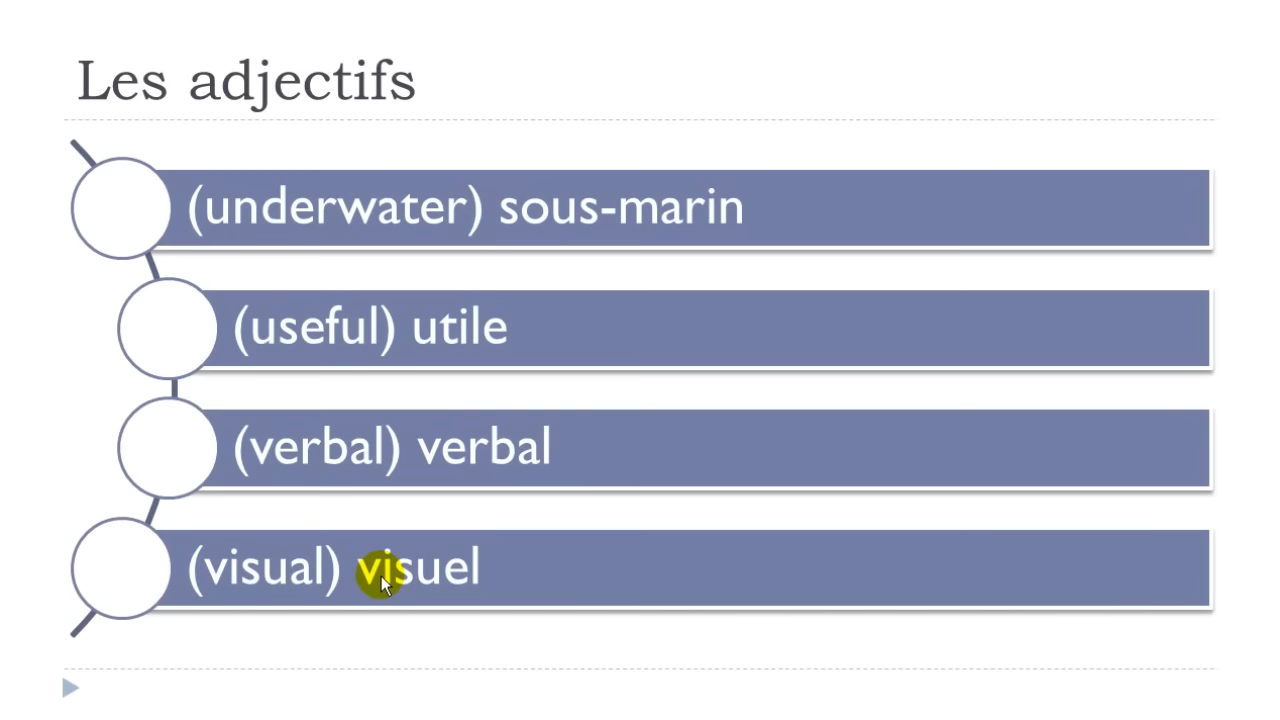 Les adjectifs
(underwater) sous-marin
(useful) utile
(verbal) verbal
(visual) visuel